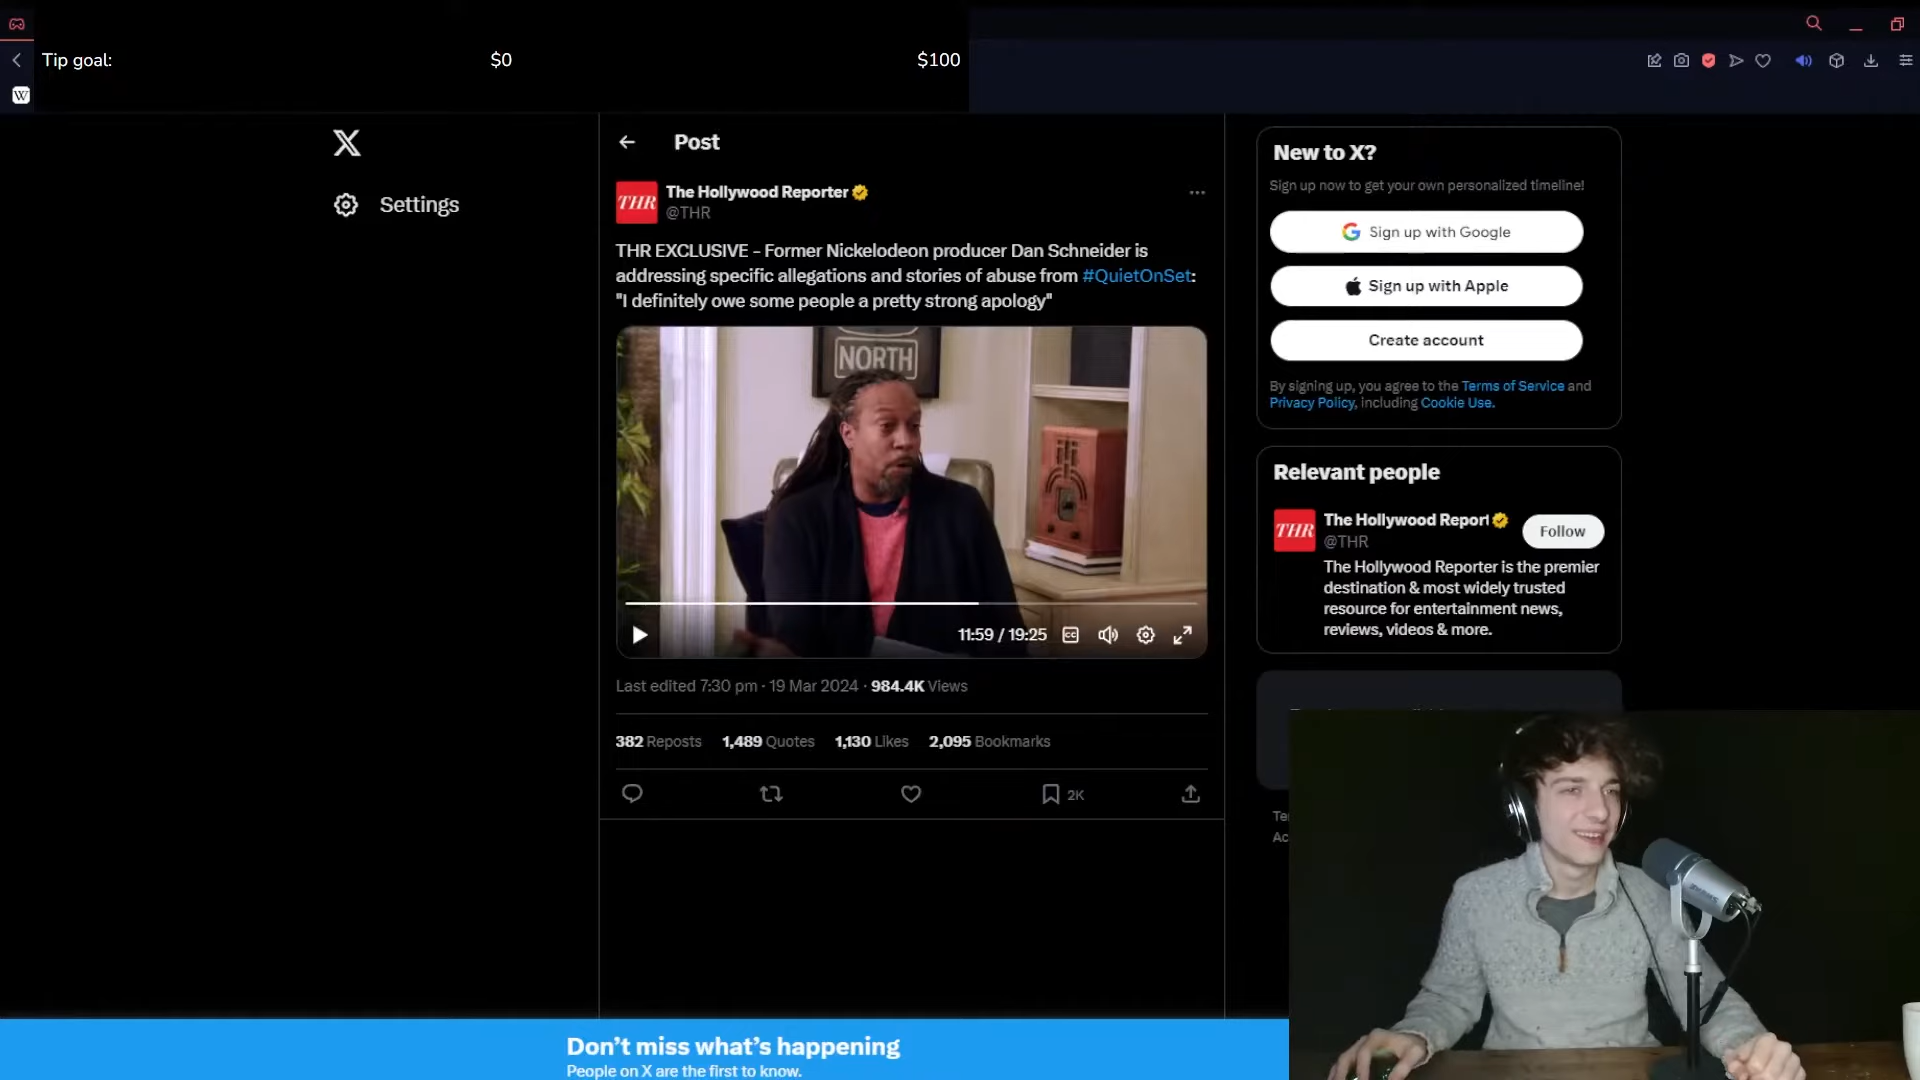 Tip goal:
$0
$100
W
X
Settings
Post
THR
The Hollywood Reporter
@THR
THR EXCLUSIVE - Former Nickelodeon producer Dan Schneider is
addressing specific allegations and stories of abuse from #QuietOnSet:
"I definitely owe some people a pretty strong apology"
NORTH
11:59 / 19:25
CC
Last edited 7:30 pm · 19 Mar 2024 · 984.4K Views
382 Reposts 1,489 Quotes 1,130 Likes 2,095 Bookmarks
2K
New to X?
Sign up now to get your own personalized timeline!
Sign up with Google
Sign up with Apple
Create account
By signing up, you agree to the Terms of Service and
Privacy Policy, including Cookie Use.
Relevant people
THR
The Hollywood Report
@THR
Follow
The Hollywood Reporter is the premier
destination & most widely trusted
resource for entertainment news,
reviews, videos & more.
Don't miss what's happening
People on X are the first to know.